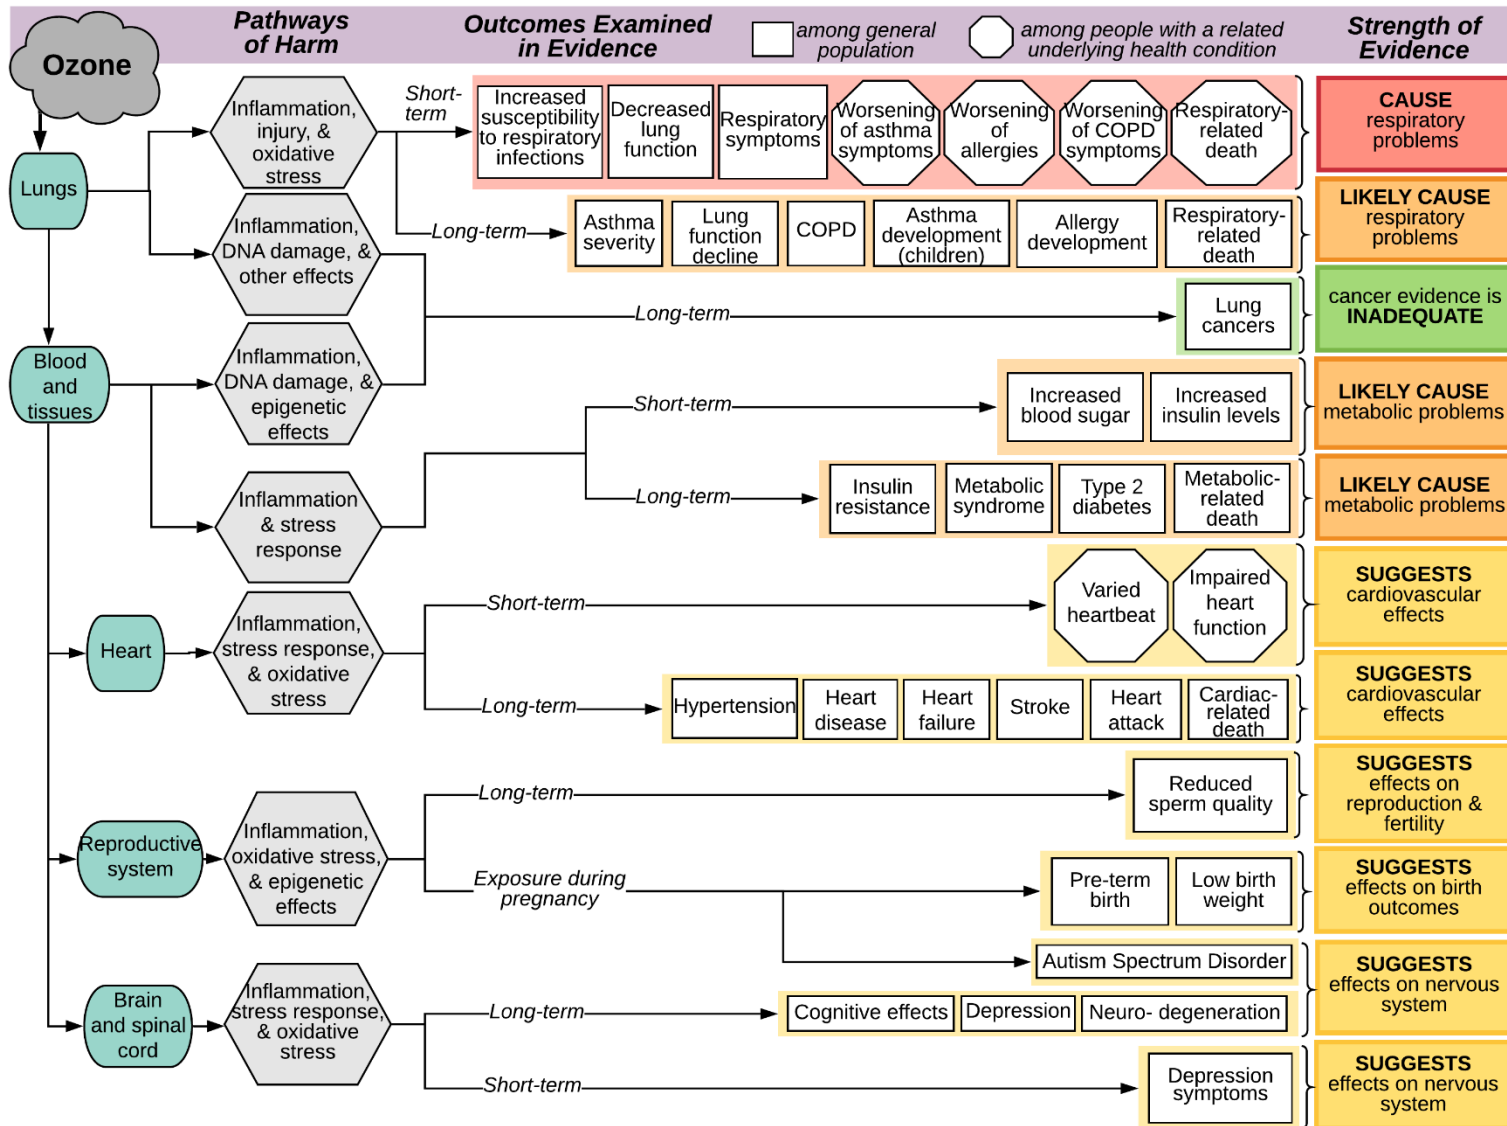 Pathways
of Harm
Outcomes Examined
in Evidence
among general
population
among people with a related
underlying health condition
Strength of
Evidence
Ozone
Lungs
Inflammation,
injury, &
oxidative
stress
Short-
term
Increased
susceptibility
to respiratory
infections
Decreased
lung
function
Respiratory
symptoms
Worsening
of asthma
symptoms
Worsening
of
allergies
Worsening
of COPD
symptoms
Respiratory-
related
death
CAUSE
respiratory
problems
Long-term
Asthma
severity
Lung
function
decline
COPD
Asthma
development
(children)
Allergy
development
Respiratory-
related
death
LIKELY CAUSE
respiratory
problems
Inflammation,
DNA damage, &
other effects
Long-term
Lung
cancers
cancer evidence is
INADEQUATE
Blood
and
tissues
Inflammation,
DNA damage, &
epigenetic
effects
Short-term
Increased
blood sugar
Increased
insulin levels
LIKELY CAUSE
metabolic problems
Inflammation
& stress
response
Long-term
Insulin
resistance
Metabolic
syndrome
Type 2
diabetes
Metabolic-
related
death
LIKELY CAUSE
metabolic problems
Heart
Inflammation,
stress response,
& oxidative
stress
Short-term
Varied
heartbeat
Impaired
heart
function
SUGGESTS
cardiovascular
effects
Long-term
Hypertension
Heart
disease
Heart
failure
Stroke
Heart
attack
Cardiac-
related
death
SUGGESTS
cardiovascular
effects
Reproductive
system
Inflammation,
oxidative stress,
& epigenetic
effects
Long-term
Reduced
sperm quality
SUGGESTS
effects on
reproduction &
fertility
Exposure during
pregnancy
Pre-term
birth
Low birth
weight
SUGGESTS
effects on birth
outcomes
Autism Spectrum Disorder
SUGGESTS
effects on nervous
system
Brain
and spinal
cord
Inflammation,
stress response,
& oxidative
stress
Long-term
Cognitive effects
Depression
Neuro- degeneration
Short-term
Depression
symptoms
SUGGESTS
effects on nervous
system